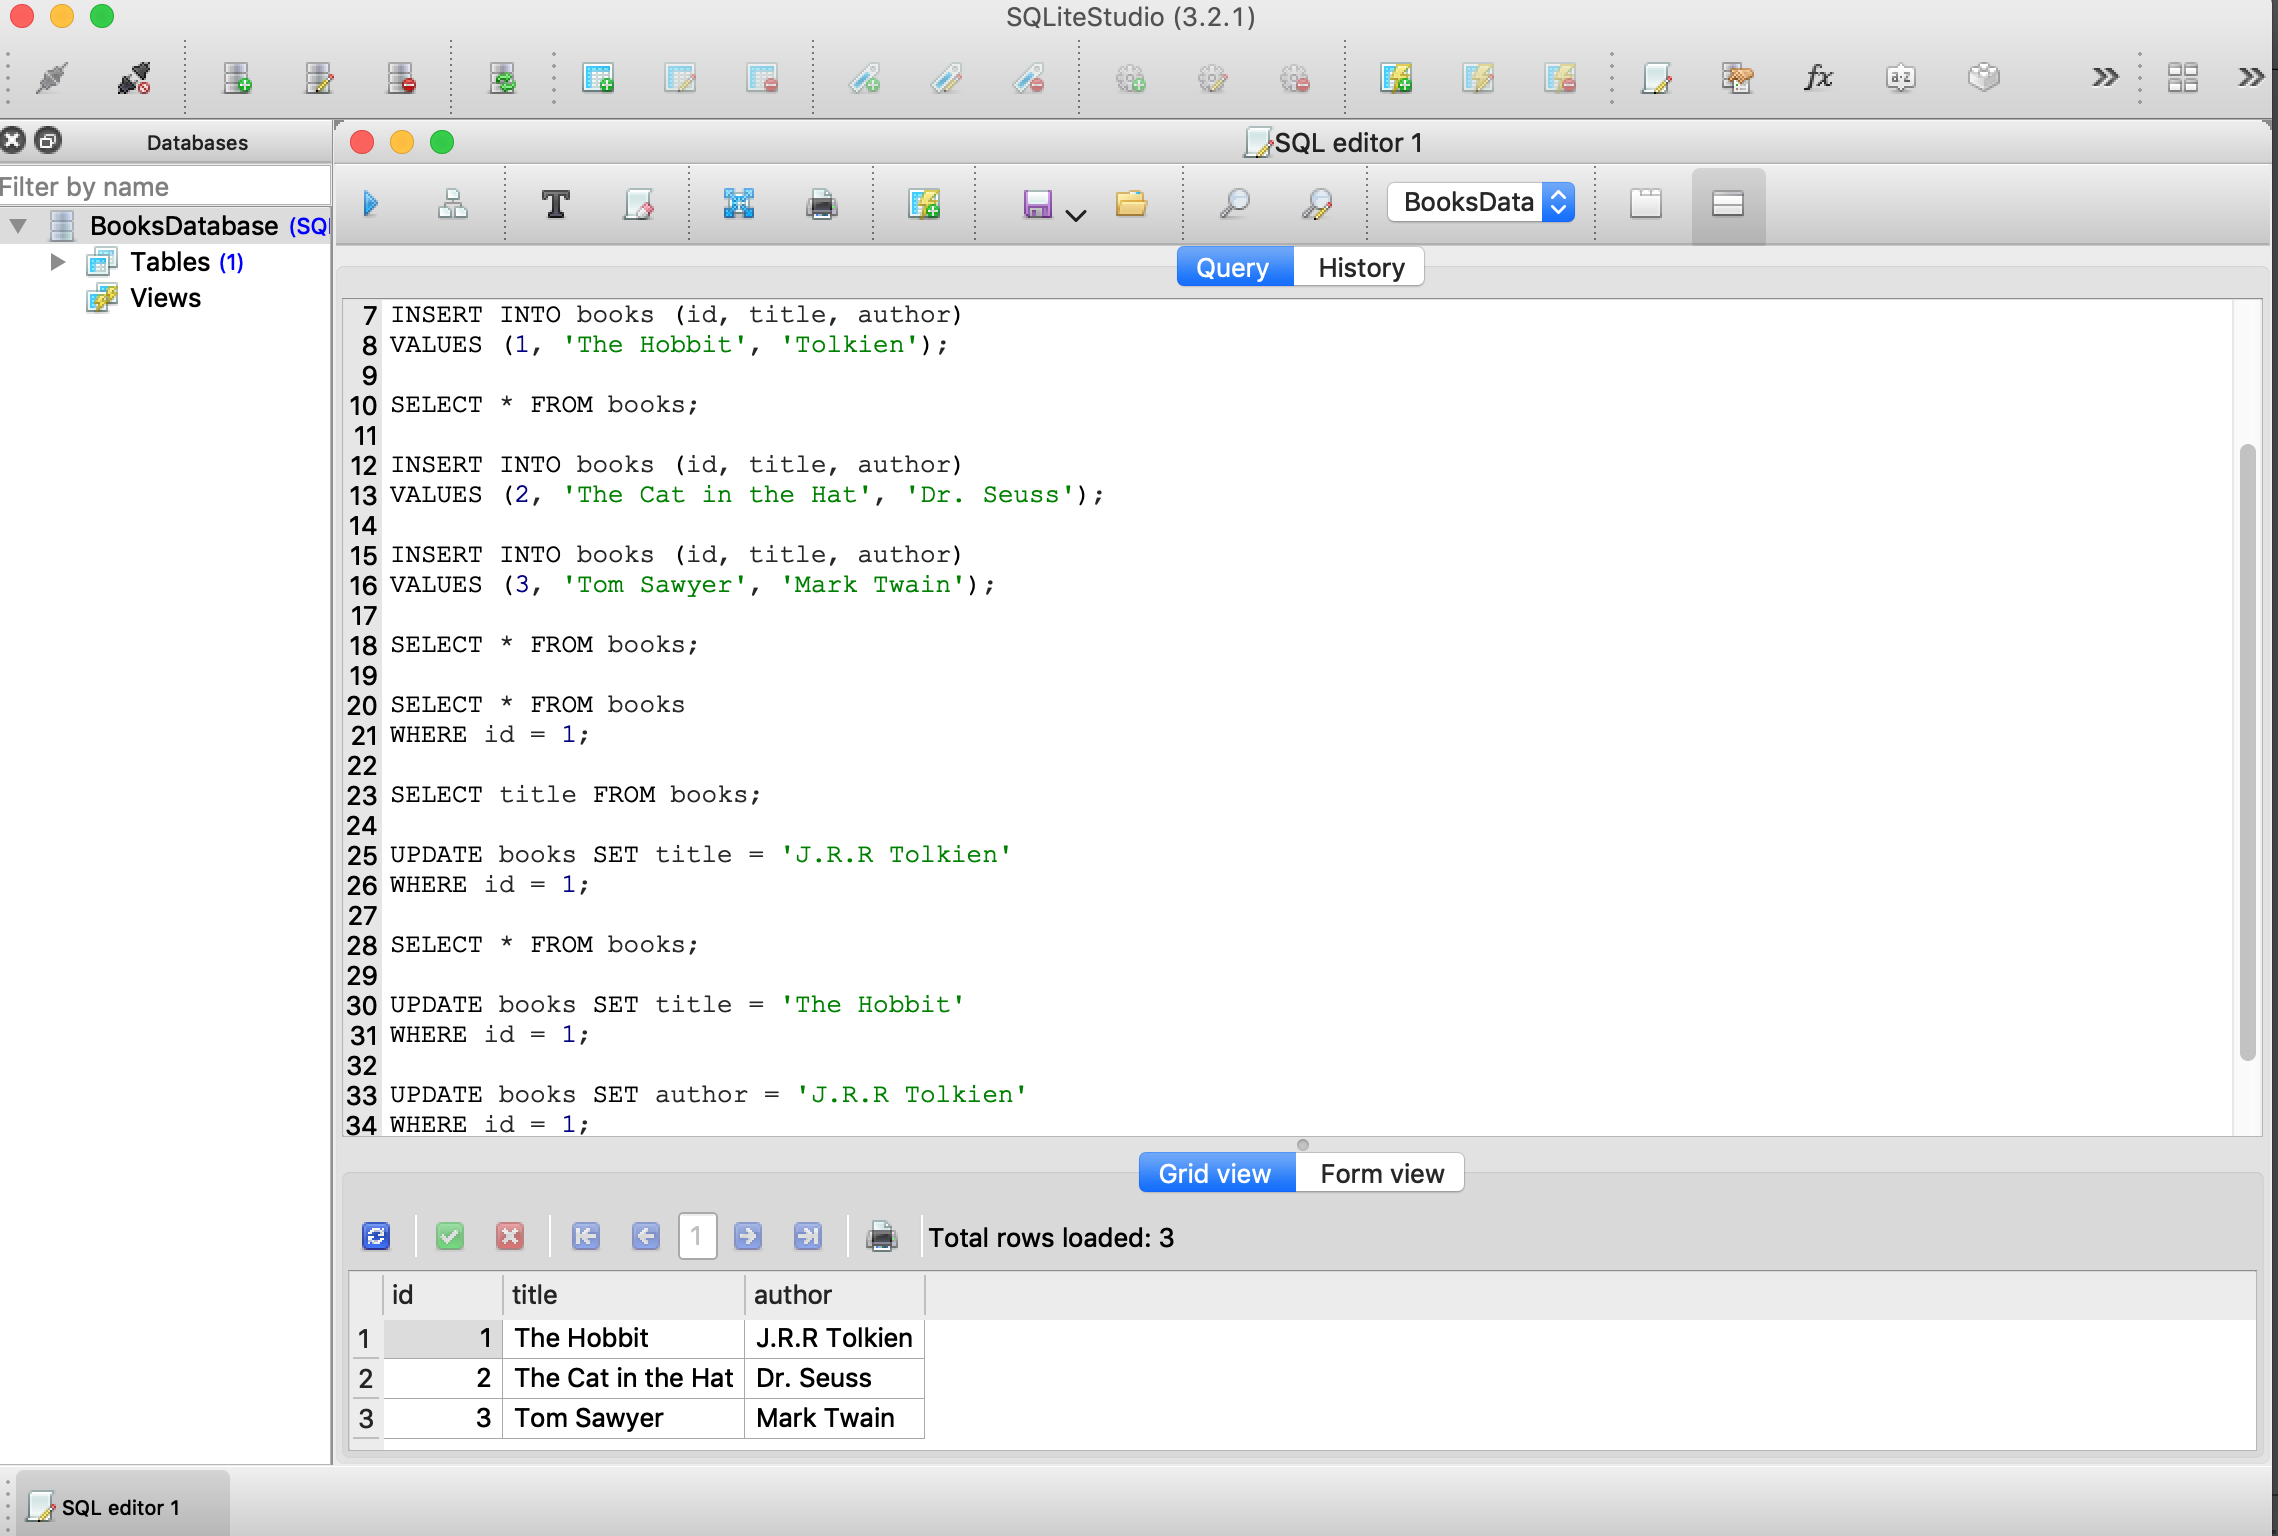 SQLiteStudio (3.2.1)
fx
a-z
Databases
Filter by name
BooksDatabase (SQ
Tables (1)
Views
SQL editor 1
T
BooksData
Query History
7 INSERT INTO books (id, title, author)
8 VALUES (1, 'The Hobbit', 'Tolkien');
9
10 SELECT * FROM books;
11
12 INSERT INTO books (id, title, author)
13 VALUES (2, 'The Cat in the Hat', 'Dr. Seuss');
14
15 INSERT INTO books (id, title, author)
16 VALUES (3, 'Tom Sawyer', 'Mark Twain');
17
18 SELECT * FROM books;
19
20 SELECT * FROM books
21 WHERE id = 1;
22
23 SELECT title FROM books;
24
25 UPDATE books SET title = 'J.R.R Tolkien'
26 WHERE id = 1;
27
28 SELECT * FROM books;
29
30 UPDATE books SET title = 'The Hobbit'
31 WHERE id = 1;
32
33 UPDATE books SET author = 'J.R.R Tolkien'
34 WHERE id = 1;
Grid view Form view
1 Total rows loaded: 3
id title author
1 1 The Hobbit J.R.R Tolkien
2 2 The Cat in the Hat Dr. Seuss
3 3 Tom Sawyer Mark Twain
SQL editor 1